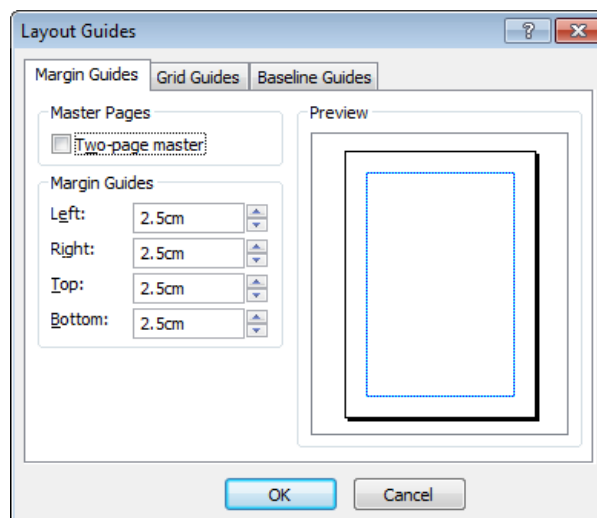 Layout Guides
Margin Guides Grid Guides Baseline Guides
Master Pages
Two-page master
Margin Guides
Left: 2.5cm
Right: 2.5cm
Top: 2.5cm
Bottom: 2.5cm
Preview
OK Cancel